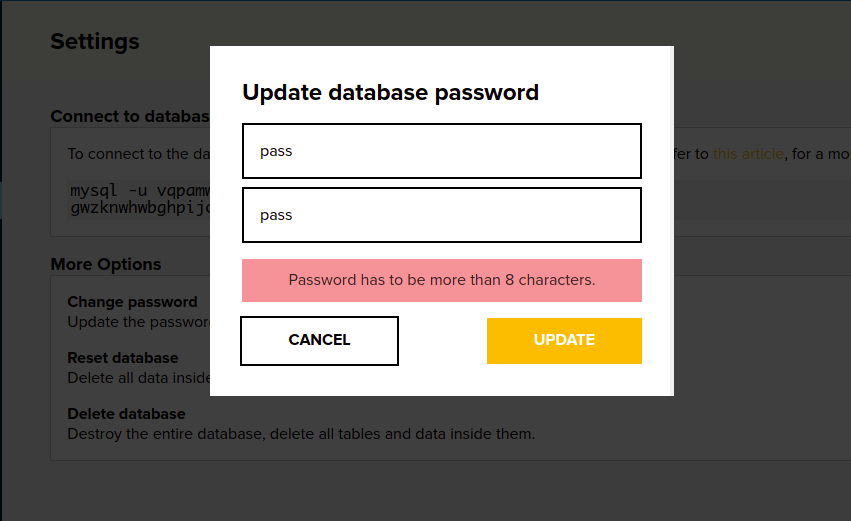 Settings
Update database password
Connect to databas
pass
To connect to the da
fer to this article, for a mo
mysql -u
pass
More Options
Password has to be more than 8 characters.
Change password
Update the passwor
CANCEL
UPDATE
Reset database
Delete all data inside
Delete database
Destroy the entire database, delete all tables and data inside them.